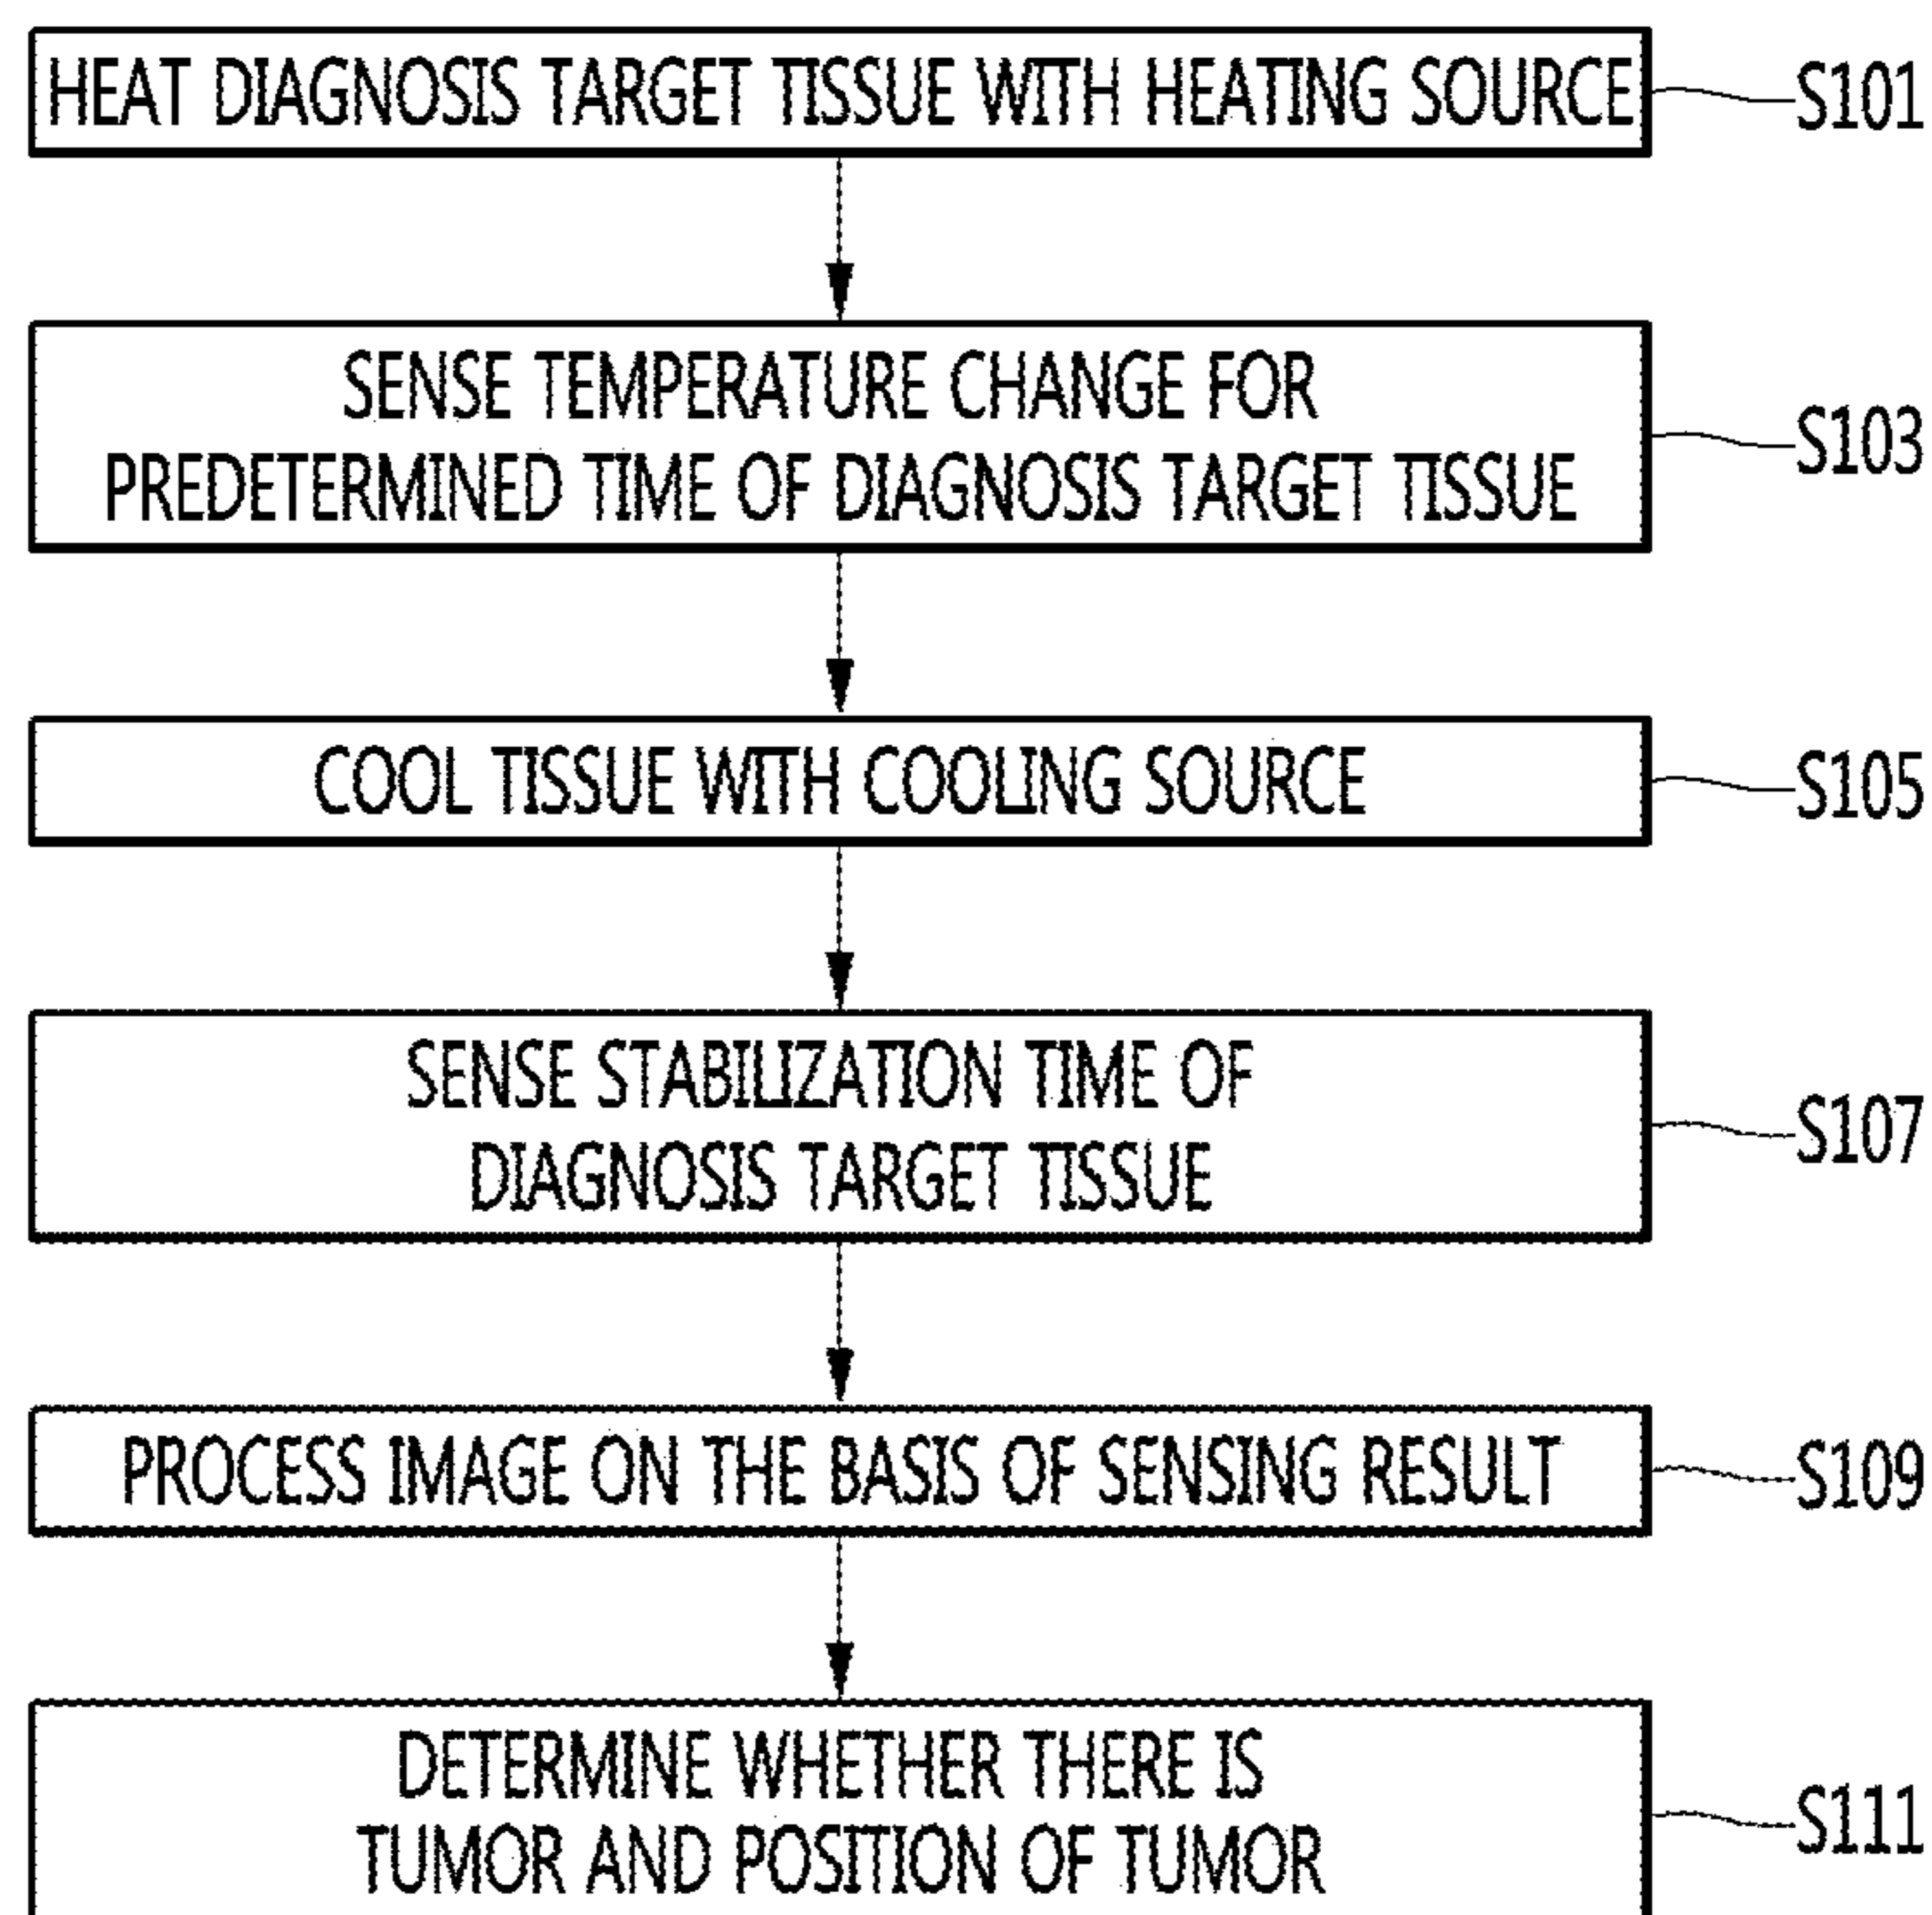 HEAT DIAGNOSIS TARGET TISSUE WITH HEATING SOURCE
S101
SENSE TEMPERATURE CHANGE FOR
PREDETERMINED TIME OF DIAGNOSIS TARGET TISSUE
S103
COOL TISSUE WITH COOLING SOURCE
S105
SENSE STABILIZATION TIME OF
DIAGNOSIS TARGET TISSUE
S107
PROCESS IMAGE ON THE BASIS OF SENSING RESULT
S109
DETERMINE WHETHER THERE IS
TUMOR AND POSITION OF TUMOR
S111